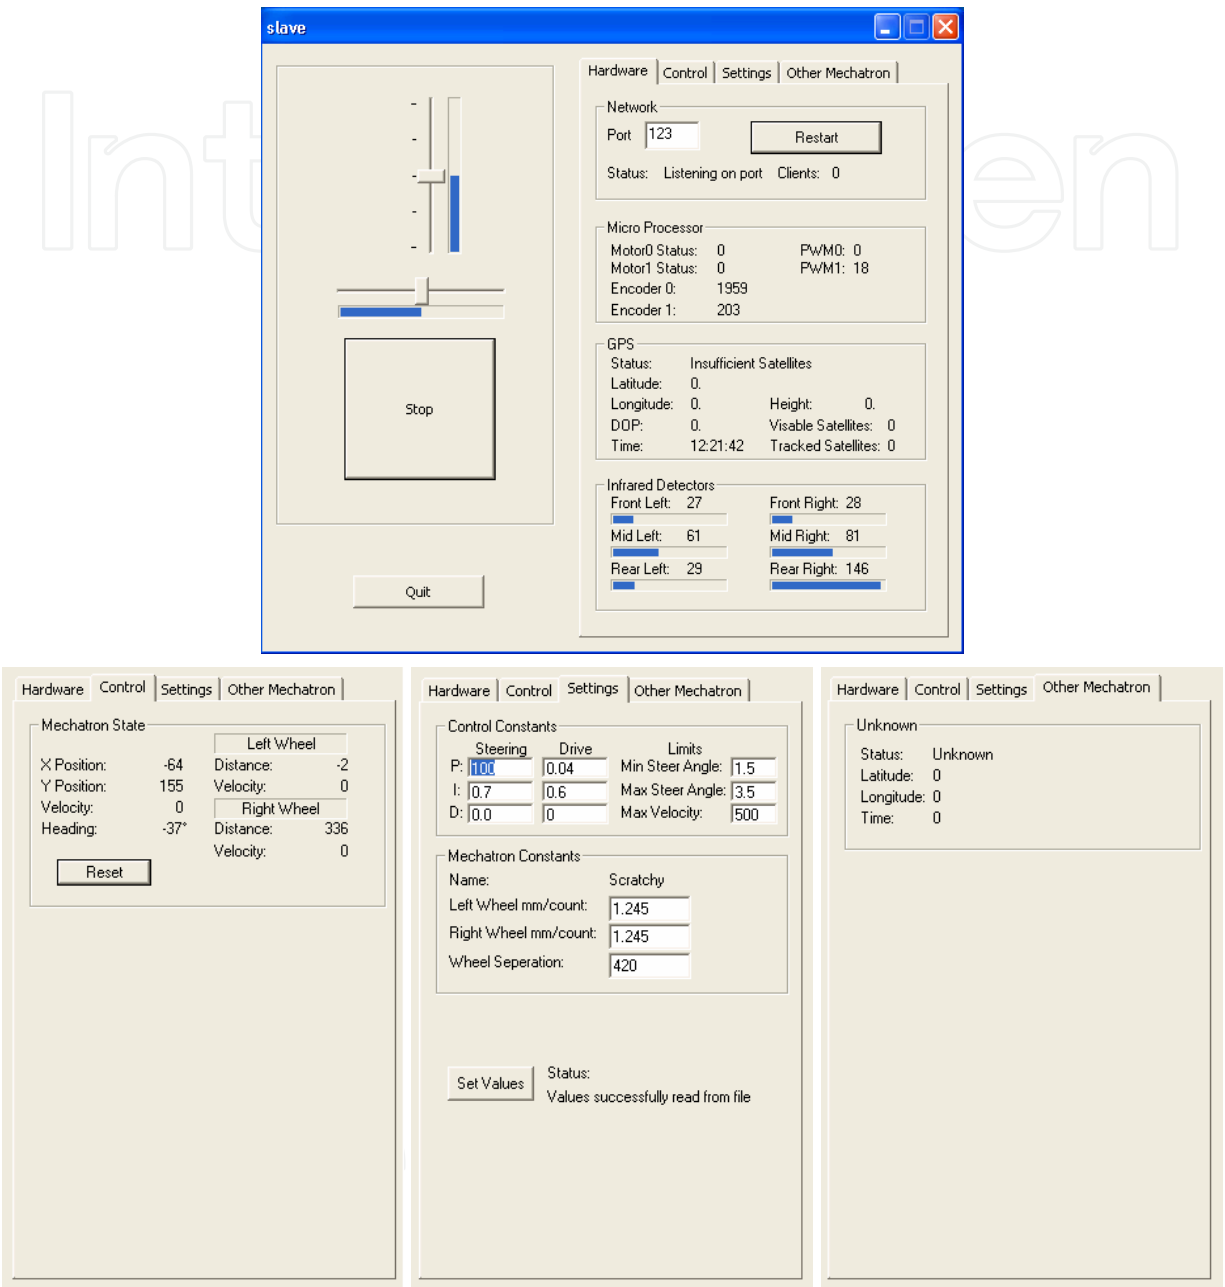 slave
Hardware Control Settings Other Mechatron
Network
Port 123 Restart
Status: Listening on port Clients: 0
Micro Processor
Motor0 Status: 0 PWM0: 0
Motor1 Status: 0 PWM1: 18
Encoder 0: 1959
Encoder 1: 203
GPS
Status: Insufficient Satellites
Latitude: 0.
Longitude: 0. Height: 0.
DOP: 0. Visable Satellites: 0
Time: 12:21:42 Tracked Satellites: 0
Infrared Detectors
Front Left: 27 Front Right: 28
Mid Left: 61 Mid Right: 81
Rear Left: 29 Rear Right: 146
Stop
Quit
Hardware Control Settings Other Mechatron
Mechatron State
Left Wheel
X Position: -64 Distance: -2
Y Position: 155 Velocity: 0
Velocity: 0 Right Wheel
Heading: -37° Distance: 336
Velocity: 0
Reset
Hardware Control Settings Other Mechatron
Control Constants
Steering Drive Limits
P: 100 0.04 Min Steer Angle: 1.5
I: 0.7 0.6 Max Steer Angle: 3.5
D: 0.0 0 Max Velocity: 500
Mechatron Constants
Name: Scratchy
Left Wheel mm/count: 1.245
Right Wheel mm/count: 1.245
Wheel Seperation: 420
Set Values Status:
Values successfully read from file
Hardware Control Settings Other Mechatron
Unknown
Status: Unknown
Latitude: 0
Longitude: 0
Time: 0